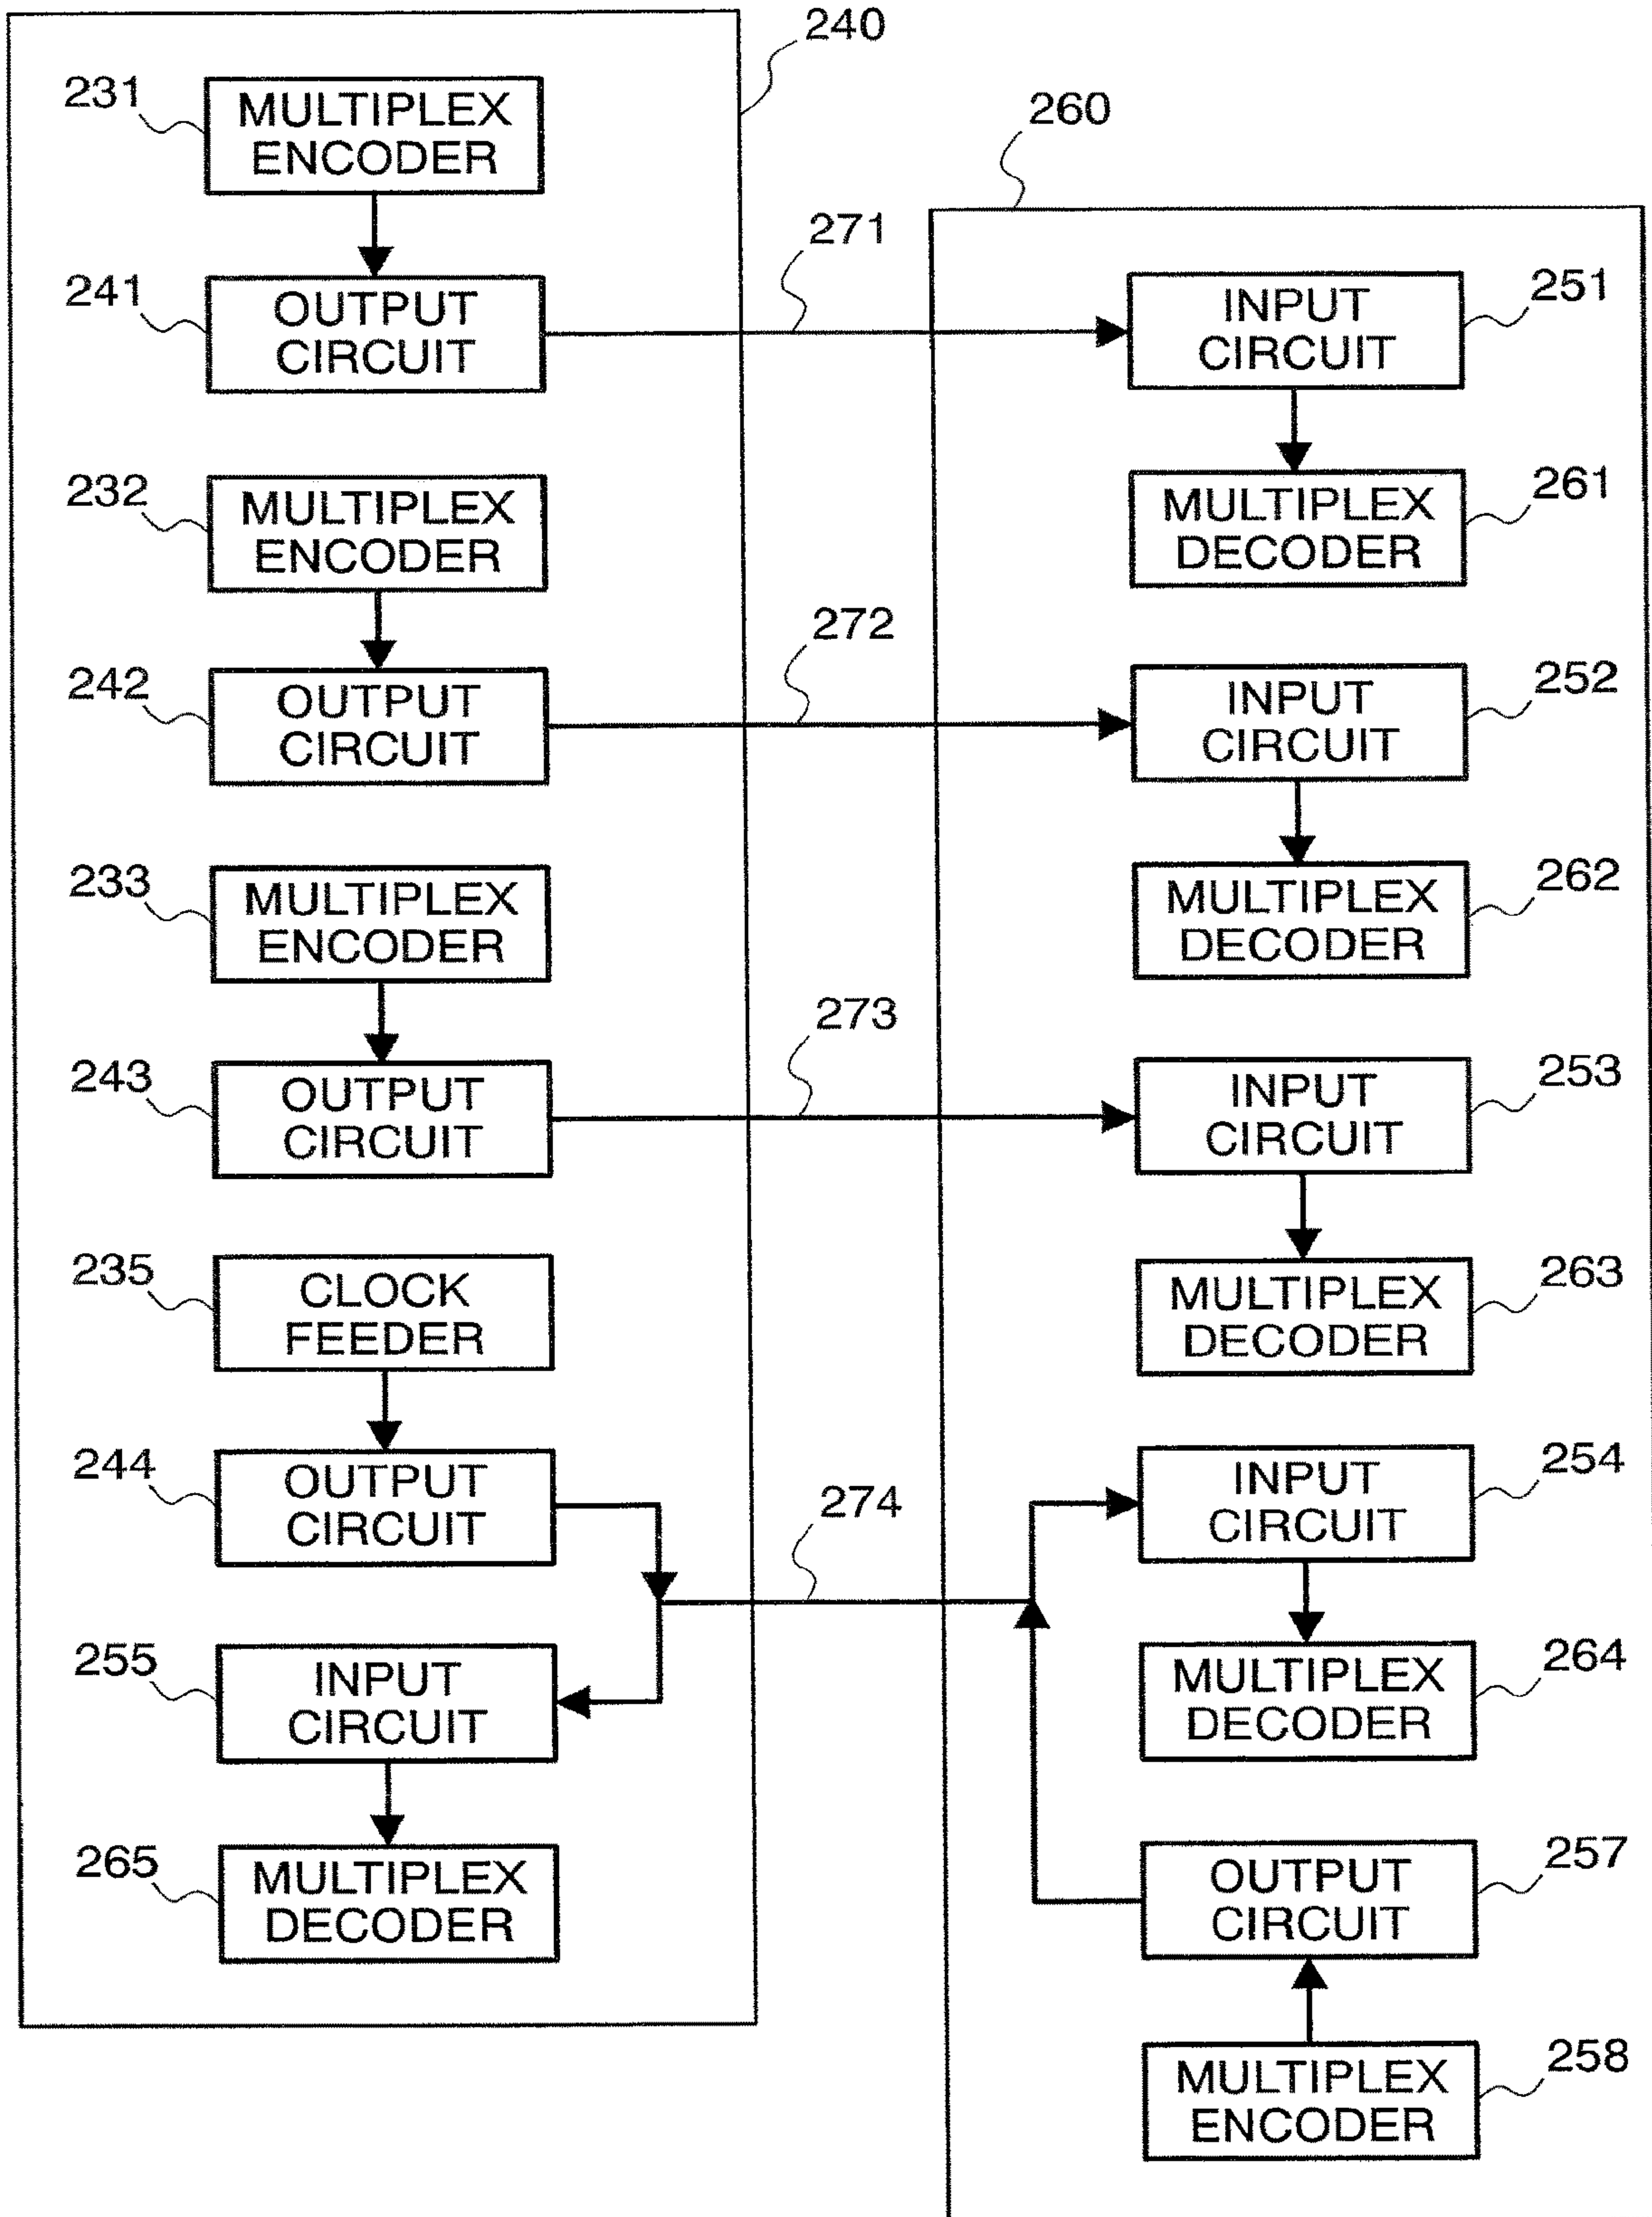 240
231
MULTIPLEX
ENCODER
260
271
241
OUTPUT
CIRCUIT
INPUT
CIRCUIT
251
232
MULTIPLEX
ENCODER
MULTIPLEX
DECODER
261
272
242
OUTPUT
CIRCUIT
INPUT
CIRCUIT
252
233
MULTIPLEX
ENCODER
MULTIPLEX
DECODER
262
273
243
OUTPUT
CIRCUIT
INPUT
CIRCUIT
253
235
CLOCK
FEEDER
MULTIPLEX
DECODER
263
244
OUTPUT
CIRCUIT
274
INPUT
CIRCUIT
254
255
INPUT
CIRCUIT
MULTIPLEX
DECODER
264
265
MULTIPLEX
DECODER
OUTPUT
CIRCUIT
257
MULTIPLEX
ENCODER
258